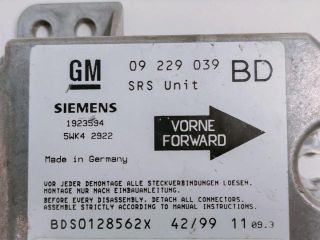 GM 09 229 039 BD
SRS Unit
SIEMENS
1923594
5WK4 2922
VORNE
FORWARD
Made in Germany
VOR JEDER DEMONTAGE ALLE STECKVERBINDUNGEN LOESEN.
MONTAGE NUR NACH EINBAUANLEITUNG.
BEFORE EVERY DISASSEMBLY, DETACH ALL CONNECTORS.
ASSEMBLE STRICTLY ACCORDING TO MANUAL INSTRUCTIONS.
BDS0128562X 42/99 11 09.3